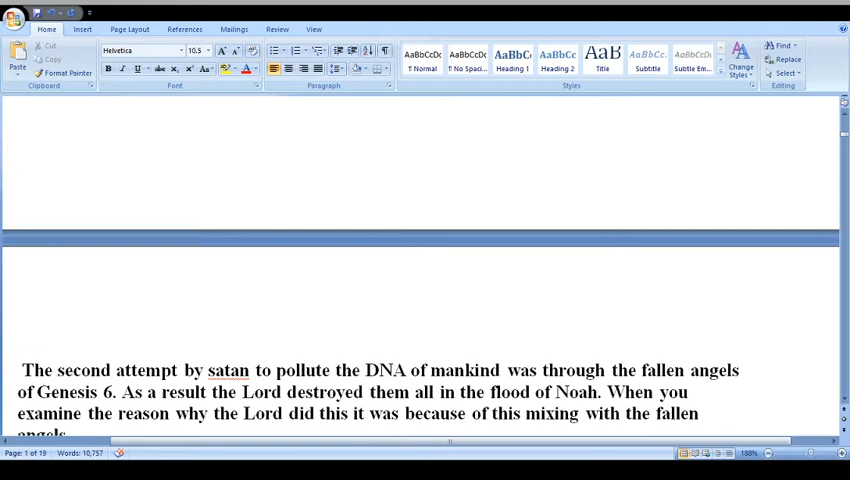 Home Insert Page Layout References Mailings Review View
Cut
Copy
Paste
Format Painter
Clipboard
Helvetica 10.5
Font
Paragraph
AaBbCcDc AaBbCcDc AaBbC AaBbCc AaB AaBbCc. AaBbCcDc
¶ Normal ¶ No Spaci... Heading 1 Heading 2 Title Subtitle Subtle Em...
Change Styles
Styles
Find
Replace
Select
Editing
The second attempt by satan to pollute the DNA of mankind was through the fallen angels
of Genesis 6. As a result the Lord destroyed them all in the flood of Noah. When you
examine the reason why the Lord did this it was because of this mixing with the fallen
angels
Page: 1 of 19 Words: 10,757 188%